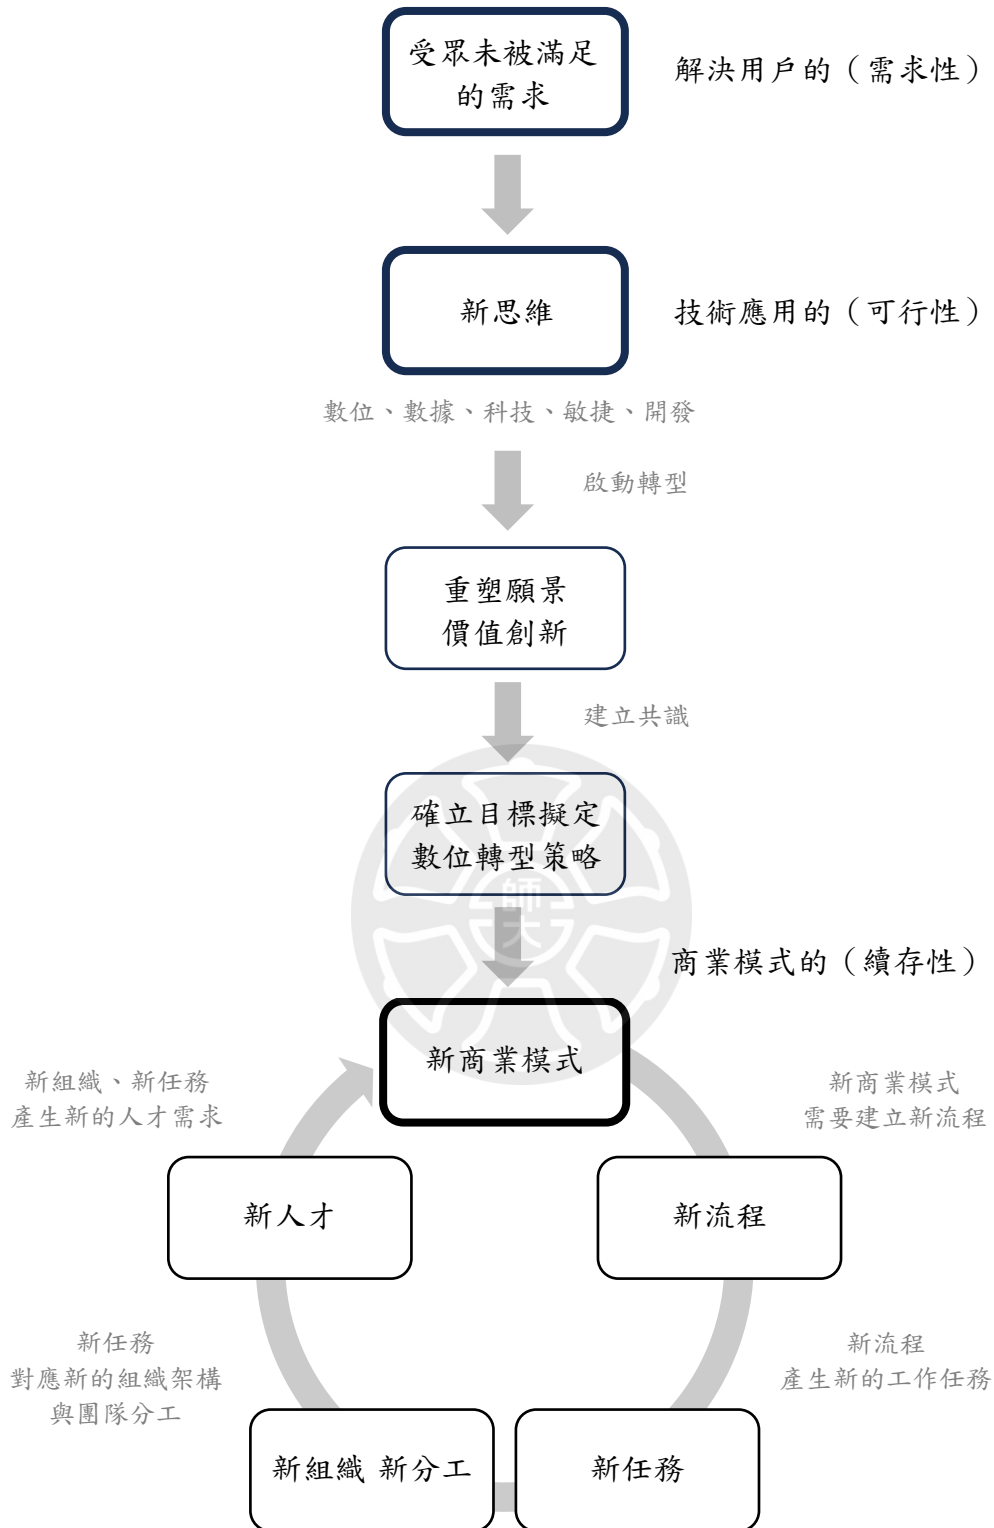 受眾未被滿足
的需求
解決用戶的（需求性）
新思維
技術應用的（可行性）
數位、數據、科技、敏捷、開發
啟動轉型
重塑願景
價值創新
建立共識
確立目標擬定
數位轉型策略
師大
商業模式的（續存性）
新商業模式
新組織、新任務
產生新的人才需求
新商業模式
需要建立新流程
新人才
新流程
新任務
對應新的組織架構
與團隊分工
新流程
產生新的工作任務
新組織 新分工
新任務